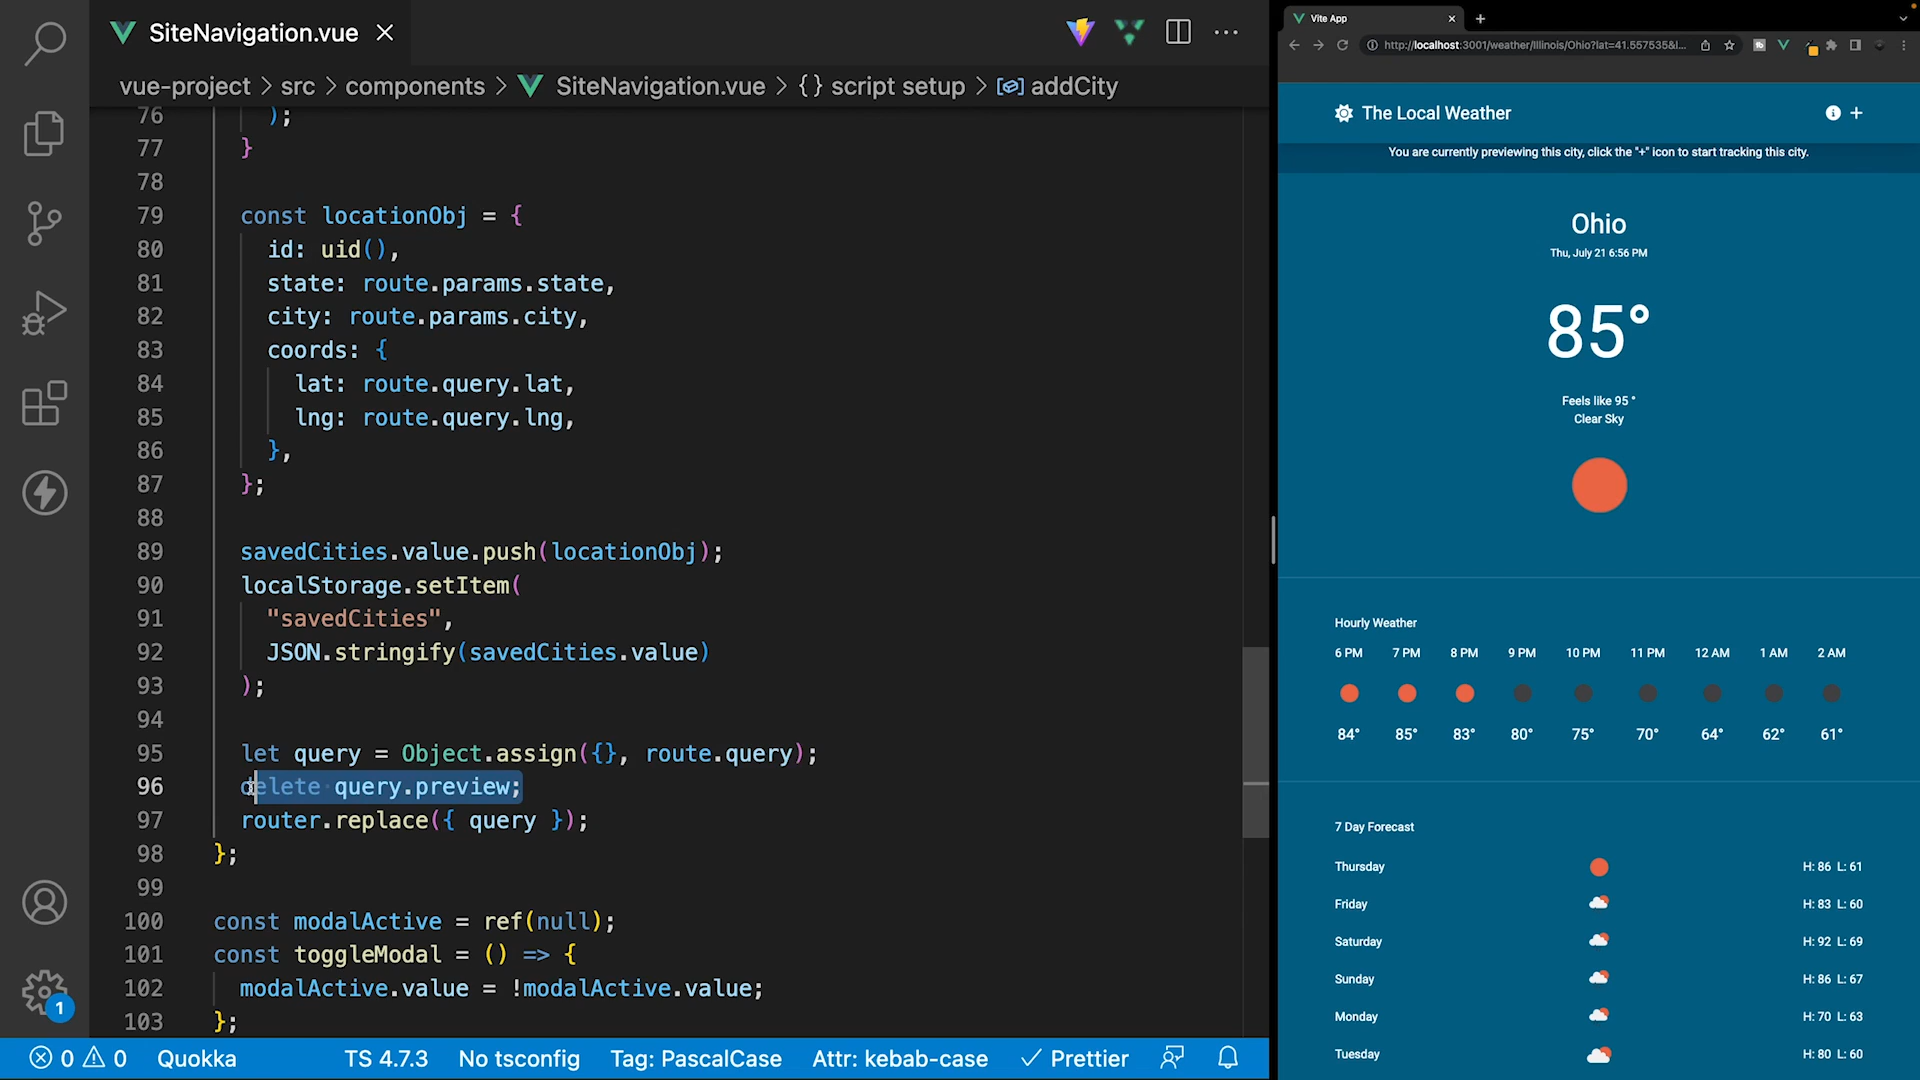 SiteNavigation.vue
vue-project > src > components > SiteNavigation.vue > {} script setup > addCity
76 );
77 }
78
79 const locationObj = {
80 id: uid(),
81 state: route.params.state,
82 city: route.params.city,
83 coords: {
84 lat: route.query.lat,
85 lng: route.query.lng,
86 },
87 };
88
89 savedCities.value.push(locationObj);
90 localStorage.setItem(
91 "savedCities",
92 JSON.stringify(savedCities.value)
93 );
94
95 let query = Object.assign({}, route.query);
96 delete query.preview;
97 router.replace({ query });
98 };
99
100 const modalActive = ref(null);
101 const toggleModal = () => {
102 modalActive.value = !modalActive.value;
103 };
1
0 0 Quokka TS 4.7.3 No tsconfig Tag: PascalCase Attr: kebab-case Prettier
Vite App
http://localhost:3001/weather/Illinois/Ohio?lat=41.557535&l...
The Local Weather
You are currently previewing this city, click the "+" icon to start tracking this city.
Ohio
Thu, July 21 6:56 PM
85°
Feels like 95 °
Clear Sky
Hourly Weather
6 PM 7 PM 8 PM 9 PM 10 PM 11 PM 12 AM 1 AM 2 AM
84° 85° 83° 80° 75° 70° 64° 62° 61°
7 Day Forecast
Thursday H: 86 L: 61
Friday H: 83 L: 60
Saturday H: 92 L: 69
Sunday H: 86 L: 67
Monday H: 70 L: 63
Tuesday H: 80 L: 60